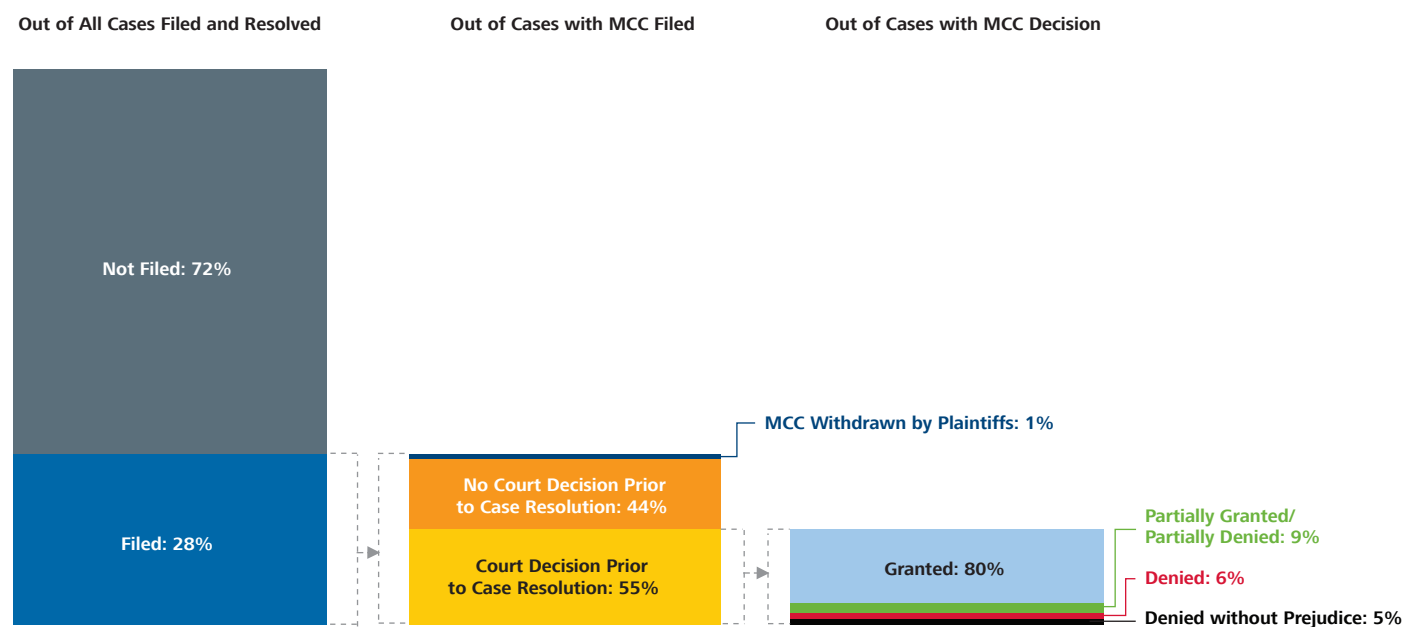 Out of All Cases Filed and Resolved
Out of Cases with MCC Filed
Out of Cases with MCC Decision
Not Filed: 72%
Filed: 28%
MCC Withdrawn by Plaintiffs: 1%
No Court Decision Prior
to Case Resolution: 44%
Court Decision Prior
to Case Resolution: 55%
Granted: 80%
Partially Granted/
Partially Denied: 9%
Denied: 6%
Denied without Prejudice: 5%